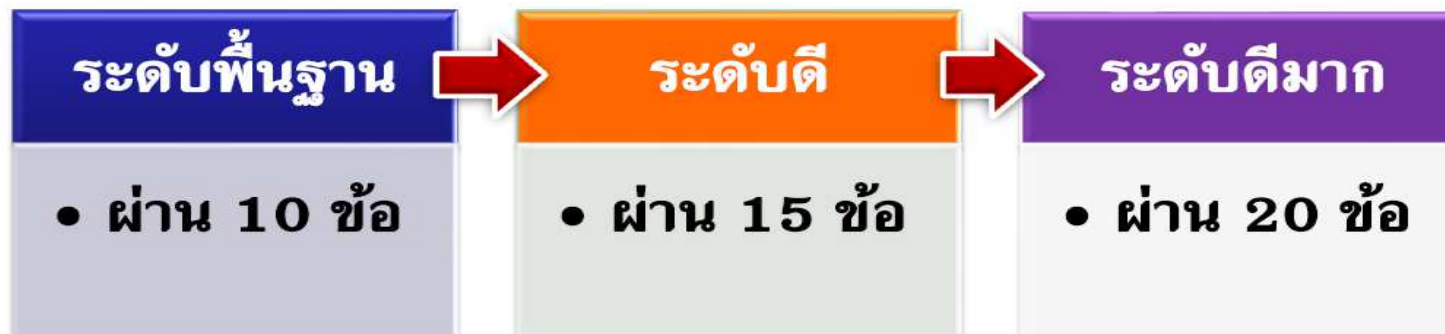 ระดับพื้นฐาน
• ผ่าน 10 ข้อ
ระดับดี
• ผ่าน 15 ข้อ
ระดับดีมาก
• ผ่าน 20 ข้อ